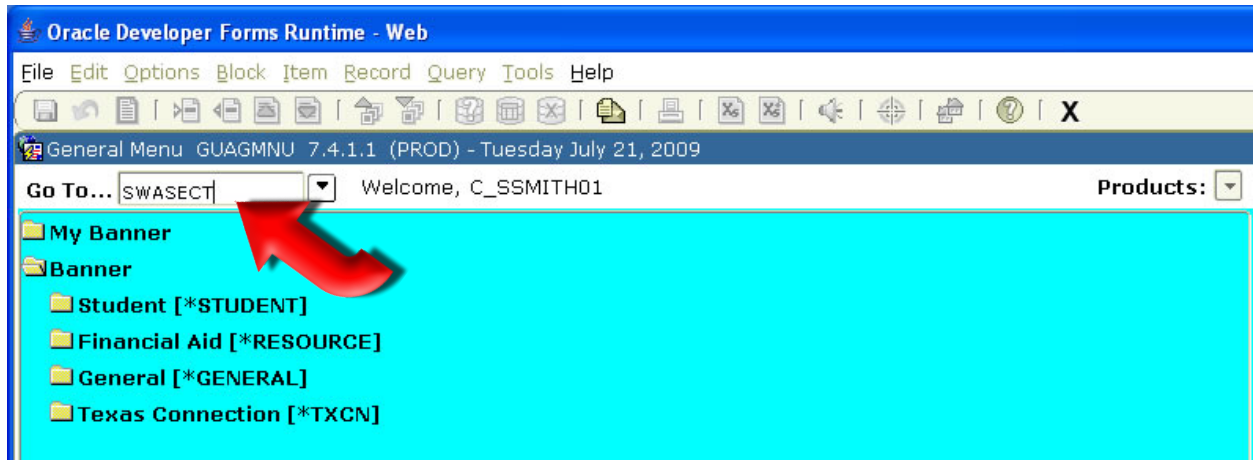 Oracle Developer Forms Runtime - Web
File Edit Options Block Item Record Query Tools Help
X
General Menu GUAGMNU 7.4.1.1 (PROD) - Tuesday July 21, 2009
Go To... SWASECT Welcome, C_SSMITH01 Products:
My Banner
Banner
Student [*STUDENT]
Financial Aid [*RESOURCE]
General [*GENERAL]
Texas Connection [*TXCN]